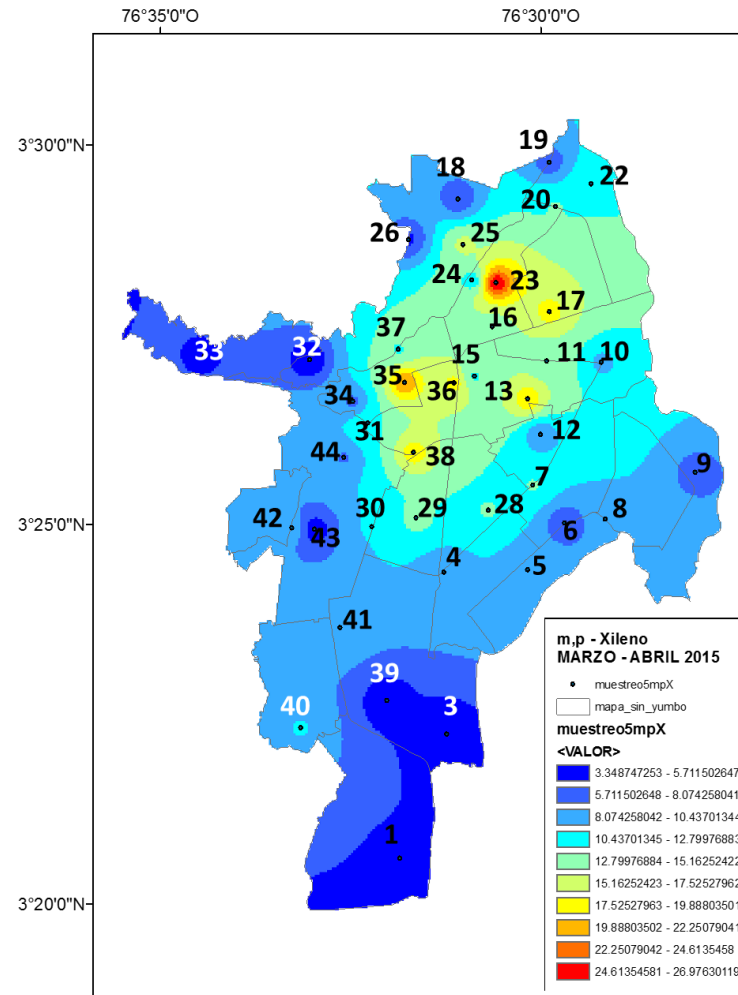 76°35'0"O 76°30'0"O
3°30'0"N
19
18
22
20
26
25
24
23
17
16
37
33
32
15
11
10
35
36
13
34
31
12
44
38
9
7
42
43
30
29
28
6
8
3°25'0"N
4
5
41
39
3
40
1
3°20'0"N
m,p - Xileno
MARZO - ABRIL 2015
muestreo5mpX
mapa_sin_yumbo
muestreo5mpX
<VALOR>
3.348747253 - 5.711502647
5.711502648 - 8.074258041
8.074258042 - 10.43701344
10.43701345 - 12.79976883
12.79976884 - 15.16252422
15.16252423 - 17.52527962
17.52527963 - 19.88803501
19.88803502 - 22.25079041
22.25079042 - 24.6135458
24.61354581 - 26.97630119